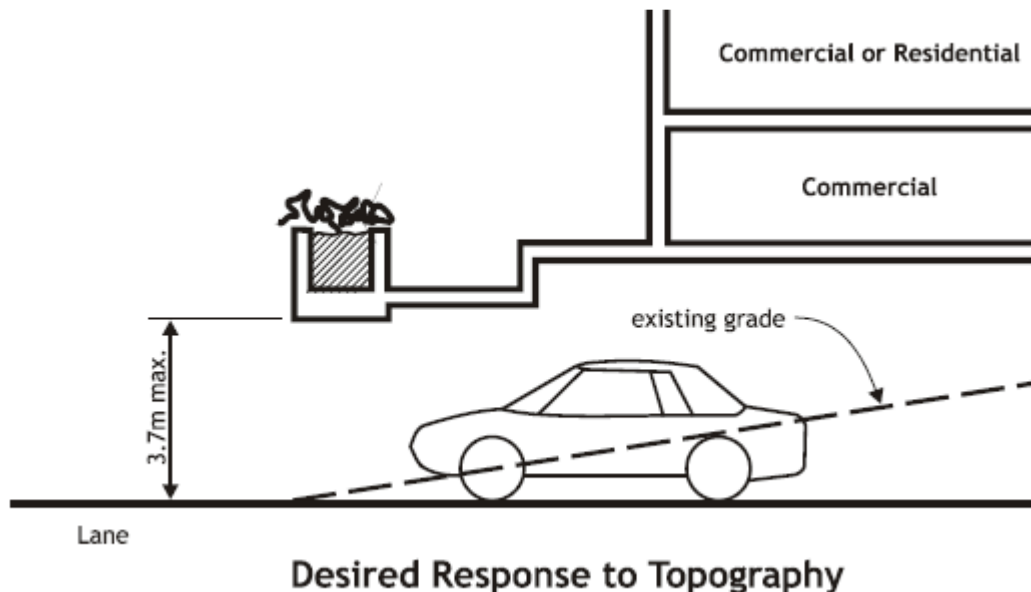 Commercial or Residential
Commercial
existing grade
3.7m max.
Lane
Desired Response to Topography